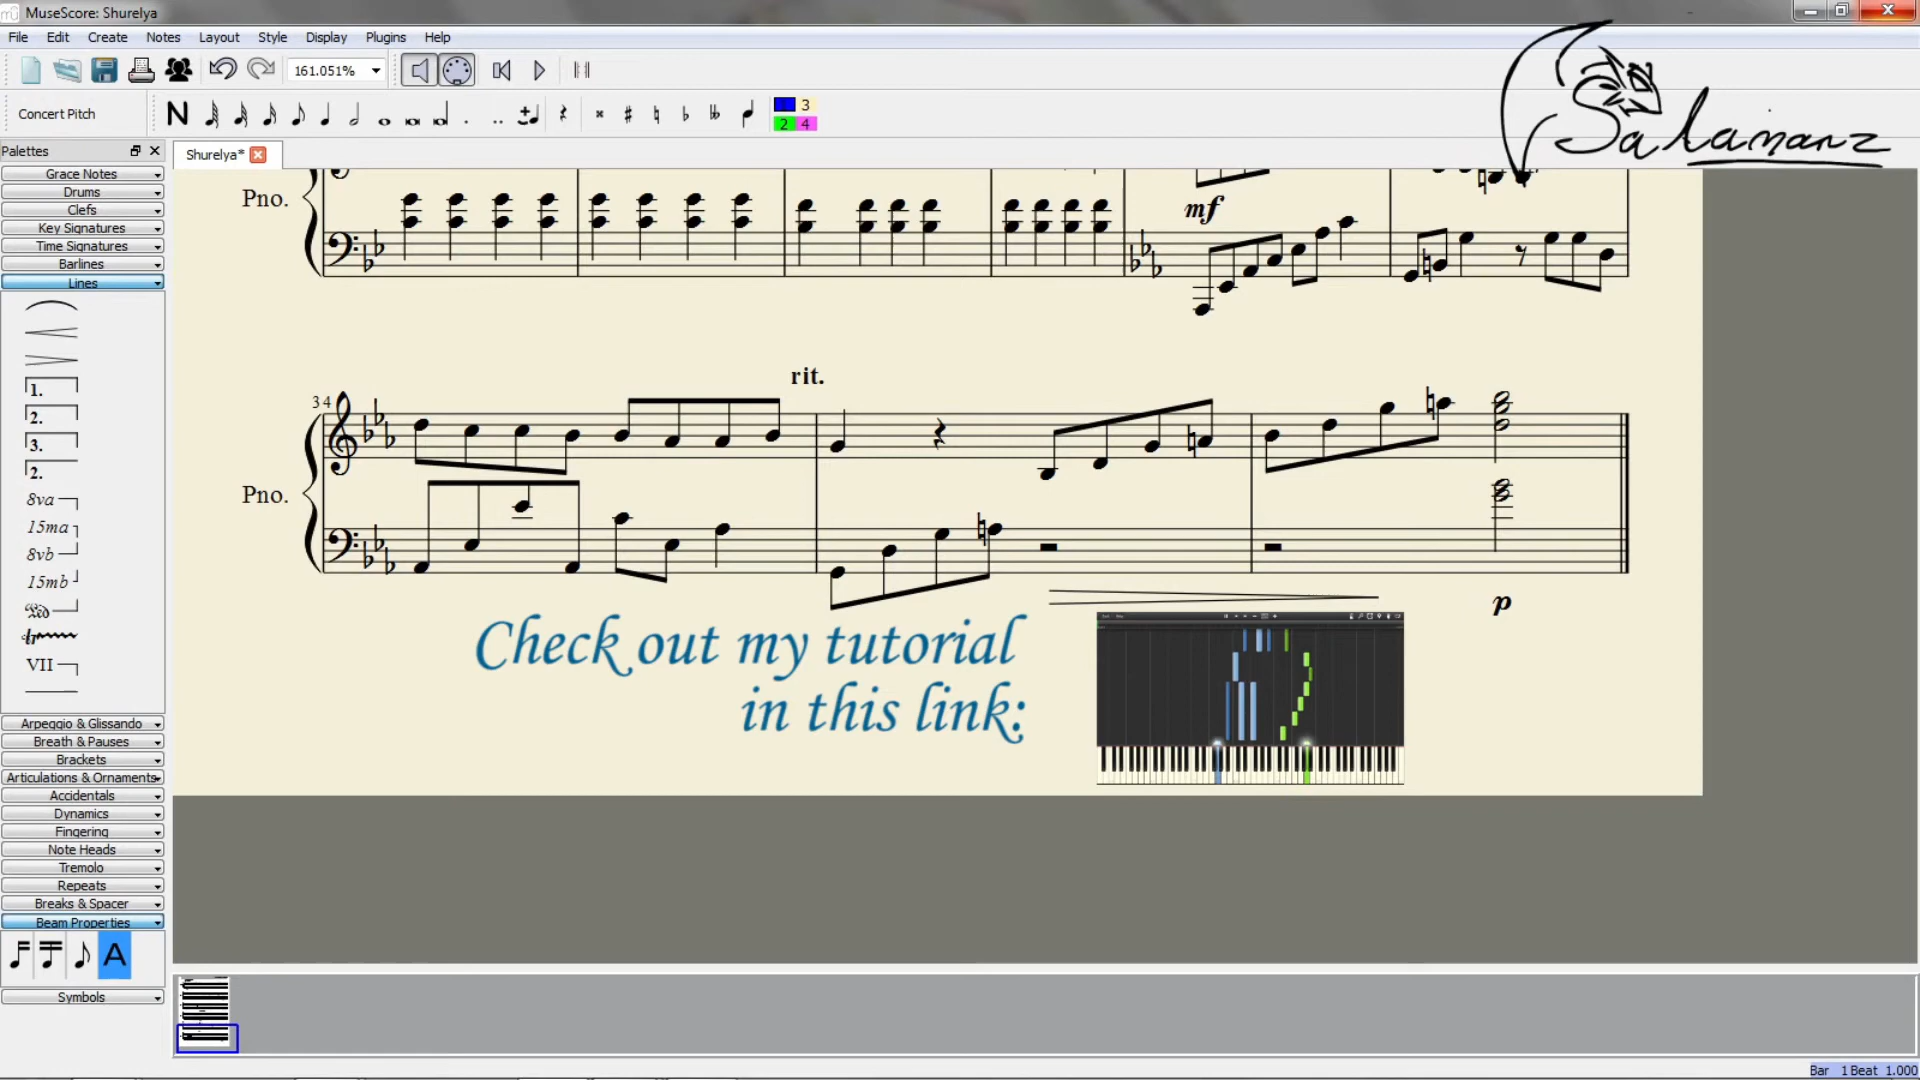 MuseScore: Shurelya
File Edit Create Notes Layout Style Display Plugins Help
161.051%
Concert Pitch
N
1 3
2 4
Salamanz
Palettes
Shurelya*
Grace Notes
Drums
Clefs
Key Signatures
Time Signatures
Barlines
Lines
1.
2.
3.
2.
8va
15ma
8vb
15mb
VII
Arpeggio & Glissando
Breath & Pauses
Brackets
Articulations & Ornaments
Accidentals
Dynamics
Fingering
Note Heads
Tremolo
Repeats
Breaks & Spacer
Beam Properties
A
Symbols
Pno.
mf
rit.
34
Pno.
p
Check out my tutorial
in this link:
Bar 1 Beat 1.000